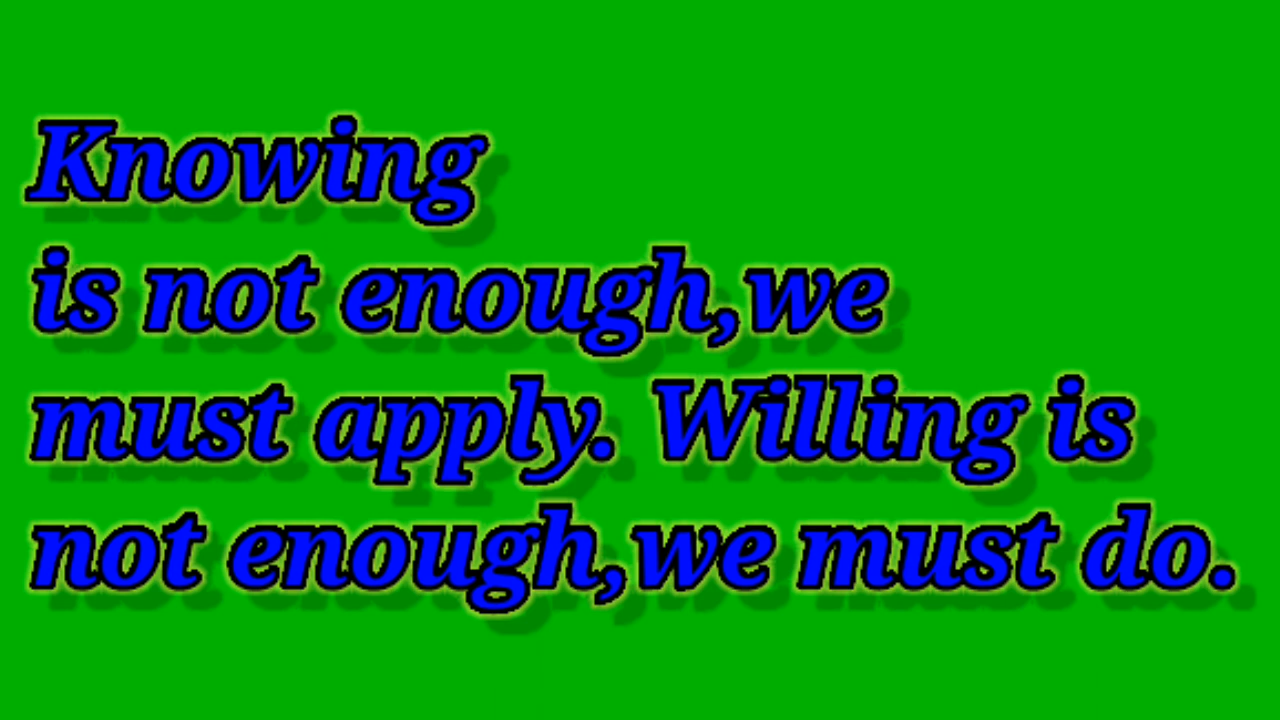 Knowing
is not enough,we
must apply. Willing is
not enough,we must do.